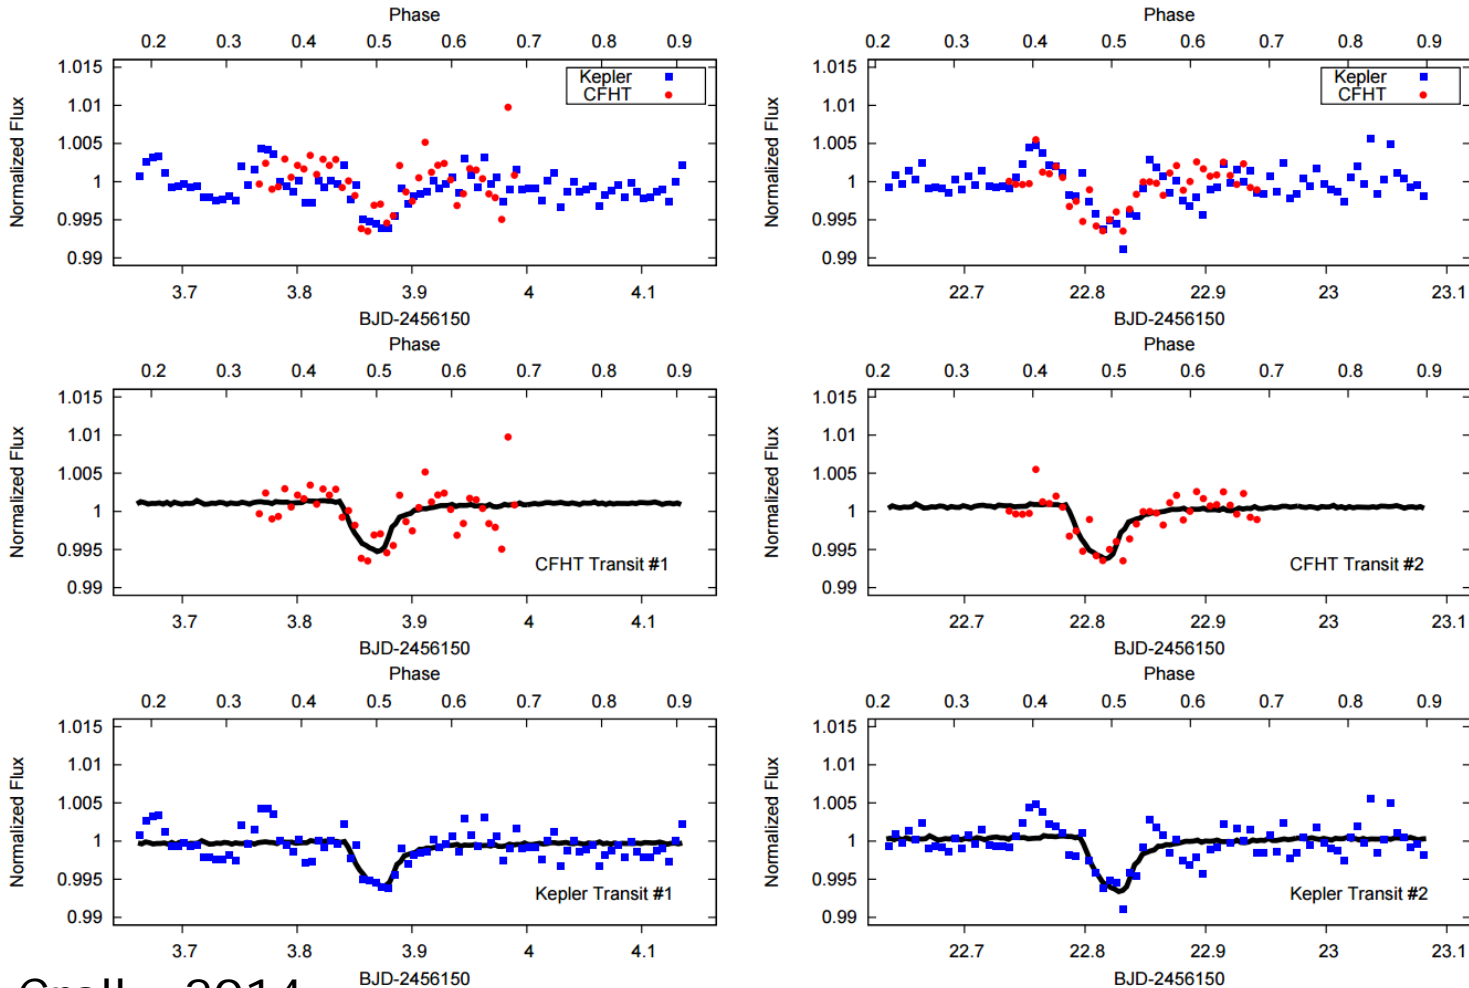 Phase
0.2 0.3 0.4 0.5 0.6 0.7 0.8 0.9
1.015
1.01
1.005
1
0.995
0.99
Normalized Flux
Kepler
CFHT
3.7 3.8 3.9 4 4.1
BJD-2456150
Phase
0.2 0.3 0.4 0.5 0.6 0.7 0.8 0.9
1.015
1.01
1.005
1
0.995
0.99
Normalized Flux
Kepler
CFHT
22.7 22.8 22.9 23 23.1
BJD-2456150
Phase
0.2 0.3 0.4 0.5 0.6 0.7 0.8 0.9
1.015
1.01
1.005
1
0.995
0.99
Normalized Flux
CFHT Transit #1
3.7 3.8 3.9 4 4.1
BJD-2456150
Phase
0.2 0.3 0.4 0.5 0.6 0.7 0.8 0.9
1.015
1.01
1.005
1
0.995
0.99
Normalized Flux
CFHT Transit #2
22.7 22.8 22.9 23 23.1
BJD-2456150
Phase
0.2 0.3 0.4 0.5 0.6 0.7 0.8 0.9
1.015
1.01
1.005
1
0.995
0.99
Normalized Flux
Kepler Transit #1
3.7 3.8 3.9 4 4.1
BJD-2456150
Phase
0.2 0.3 0.4 0.5 0.6 0.7 0.8 0.9
1.015
1.01
1.005
1
0.995
0.99
Normalized Flux
Kepler Transit #2
22.7 22.8 22.9 23 23.1
BJD-2456150
2014